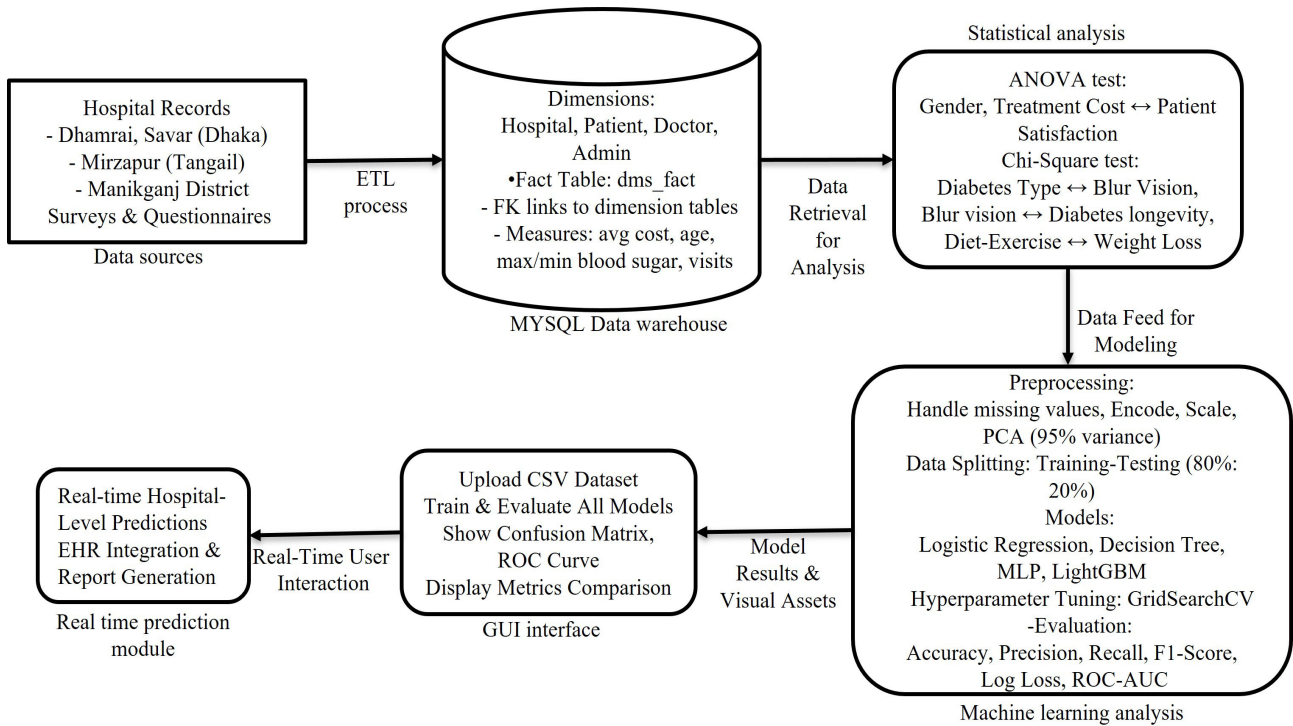 Hospital Records
- Dhamrai, Savar (Dhaka)
- Mirzapur (Tangail)
- Manikganj District
Surveys & Questionnaires
Data sources
ETL
process
Dimensions:
Hospital, Patient, Doctor,
Admin
•Fact Table: dms_fact
- FK links to dimension tables
- Measures: avg cost, age,
max/min blood sugar, visits
MYSQL Data warehouse
Data
Retrieval
for
Analysis
Statistical analysis
ANOVA test:
Gender, Treatment Cost ↔ Patient
Satisfaction
Chi-Square test:
Diabetes Type ↔ Blur Vision,
Blur vision ↔ Diabetes longevity,
Diet-Exercise ↔ Weight Loss
Data Feed for
Modeling
Preprocessing:
Handle missing values, Encode, Scale,
PCA (95% variance)
Data Splitting: Training-Testing (80%:
20%)
Models:
Logistic Regression, Decision Tree,
MLP, LightGBM
Hyperparameter Tuning: GridSearchCV
-Evaluation:
Accuracy, Precision, Recall, F1-Score,
Log Loss, ROC-AUC
Machine learning analysis
Model
Results &
Visual Assets
Upload CSV Dataset
Train & Evaluate All Models
Show Confusion Matrix,
ROC Curve
Display Metrics Comparison
GUI interface
Real-Time User
Interaction
Real-time Hospital-
Level Predictions
EHR Integration &
Report Generation
Real time prediction
module